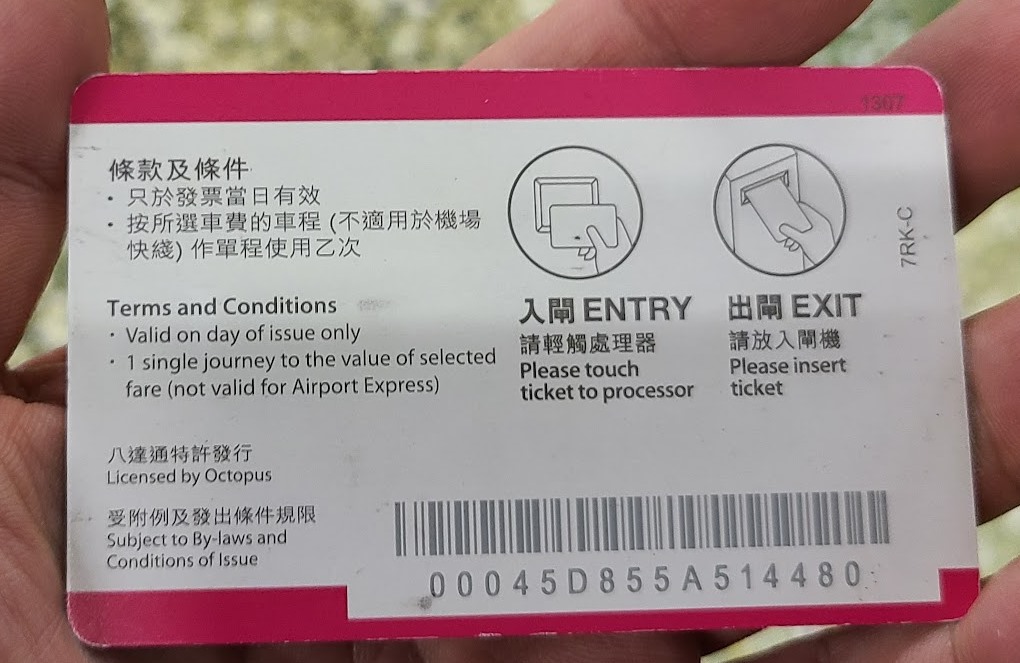 1307
條款及條件
· 只於發票當日有效
· 按所選車費的車程 (不適用於機場
快綫) 作單程使用乙次
Terms and Conditions
· Valid on day of issue only
· 1 single journey to the value of selected
fare (not valid for Airport Express)
入閘 ENTRY
請輕觸處理器
Please touch
ticket to processor
出閘 EXIT
請放入閘機
Please insert
ticket
7RK-C
八達通特許發行
Licensed by Octopus
受附例及發出條件規限
Subject to By-laws and
Conditions of Issue
00045D855A514480